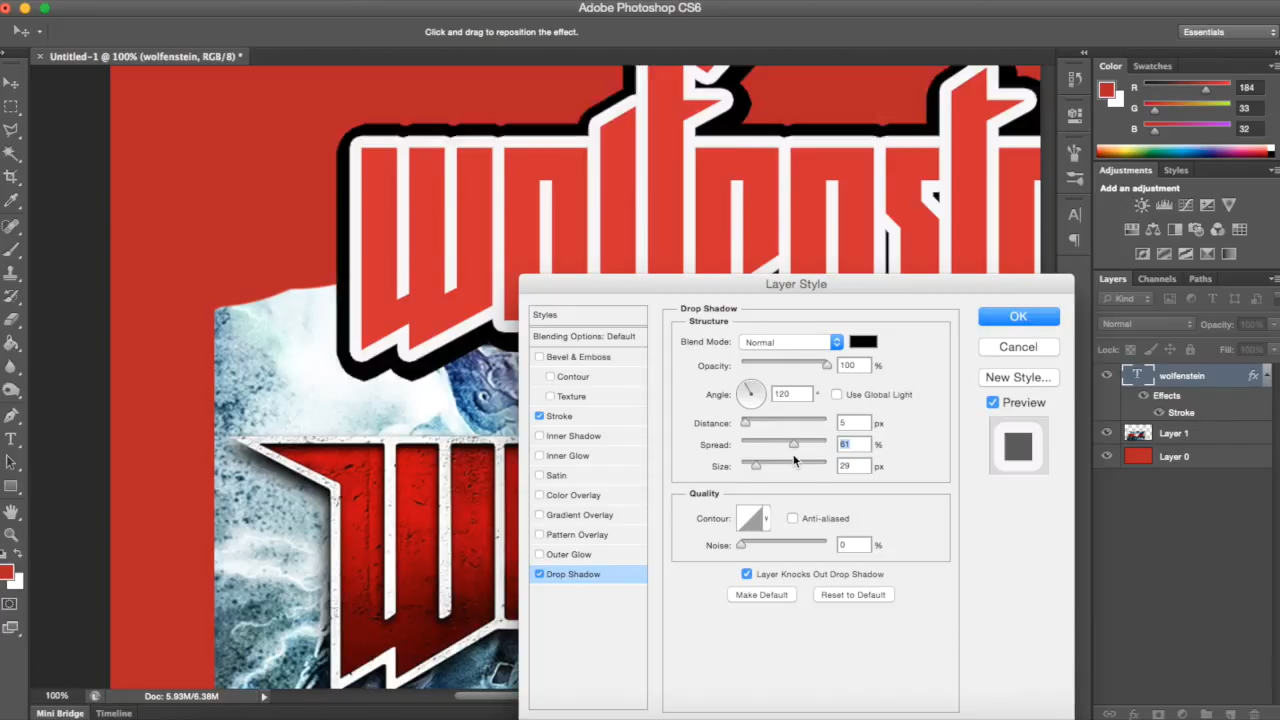 Adobe Photoshop CS6
Click and drag to reposition the effect.
Essentials
× Untitled-1 @ 100% (wolfenstein, RGB/8) *
wolfenstein
Color Swatches
R 184
G 33
B 32
Adjustments Styles
Add an adjustment
Layers Channels Paths
Kind
Normal Opacity: 100%
Lock: Fill: 100%
T wolfenstein fx
Effects
Stroke
Layer 1
Layer 0
Layer Style
Styles
Blending Options: Default
Bevel & Emboss
Contour
Texture
Stroke
Inner Shadow
Inner Glow
Satin
Color Overlay
Gradient Overlay
Pattern Overlay
Outer Glow
Drop Shadow
Drop Shadow
Structure
Blend Mode: Normal
Opacity: 100 %
Angle: 120 ° Use Global Light
Distance: 5 px
Spread: 61 %
Size: 29 px
Quality
Contour: Anti-aliased
Noise: 0 %
Layer Knocks Out Drop Shadow
Make Default Reset to Default
OK
Cancel
New Style...
Preview
100% Doc: 5.93M/6.38M
Mini Bridge Timeline